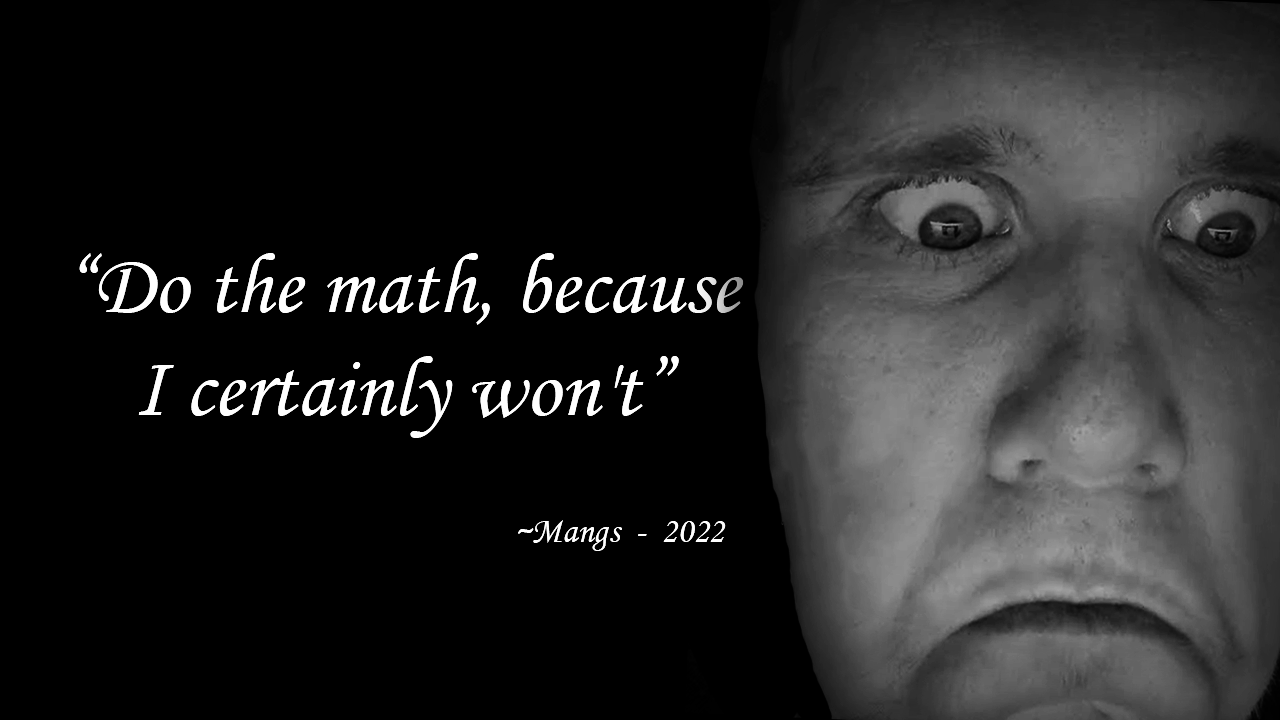 “Do the math, because
I certainly won't”
~Mangs - 2022